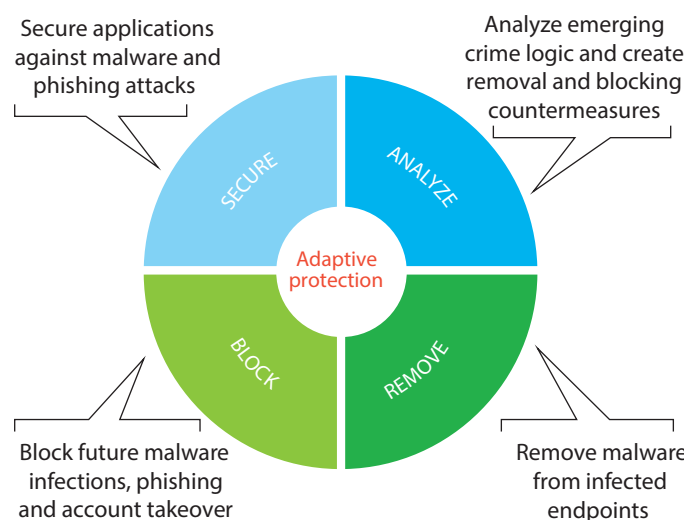 Secure applications
against malware and
phishing attacks
Analyze emerging
crime logic and create
removal and blocking
countermeasures
SECURE
ANALYZE
Adaptive
protection
BLOCK
REMOVE
Block future malware
infections, phishing
and account takeover
Remove malware
from infected
endpoints